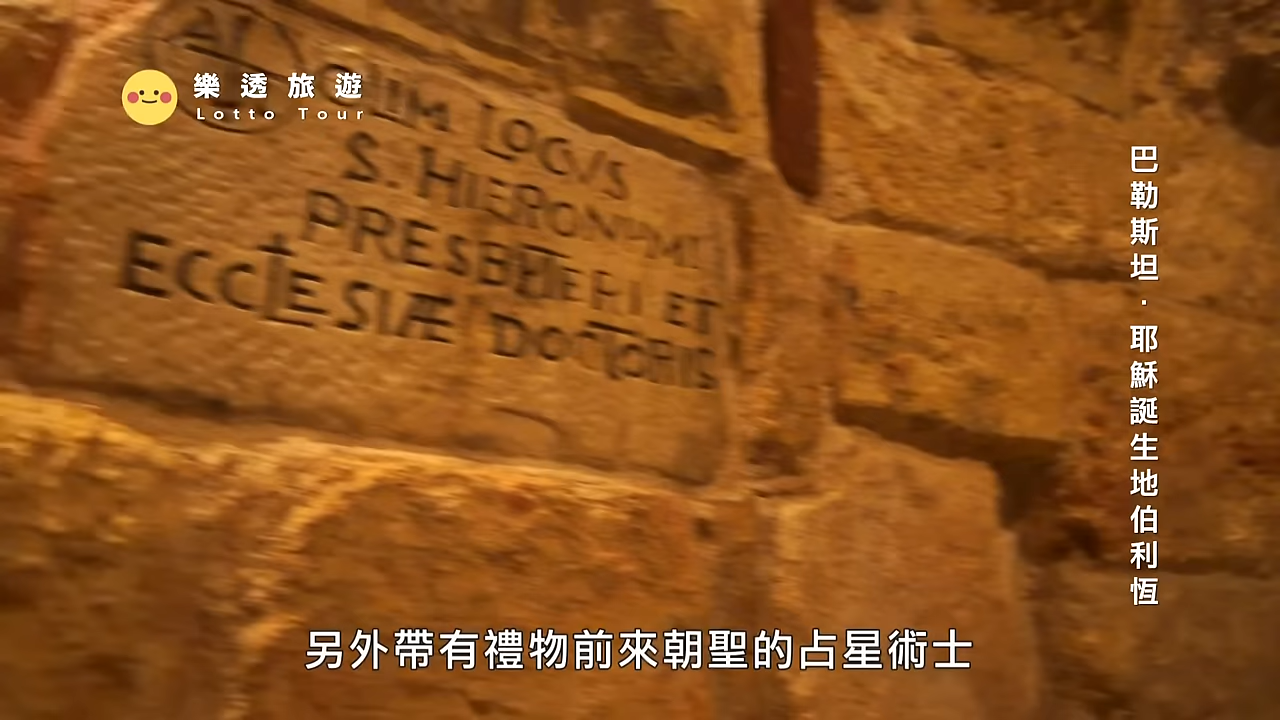 樂透旅遊
Lotto Tour
LOCVS
S. HIERONYMI
PRESBITERI ET
ECCLESIÆ DOCTORIS
巴勒斯坦．耶穌誕生地伯利恆
另外帶有禮物前來朝聖的占星術士